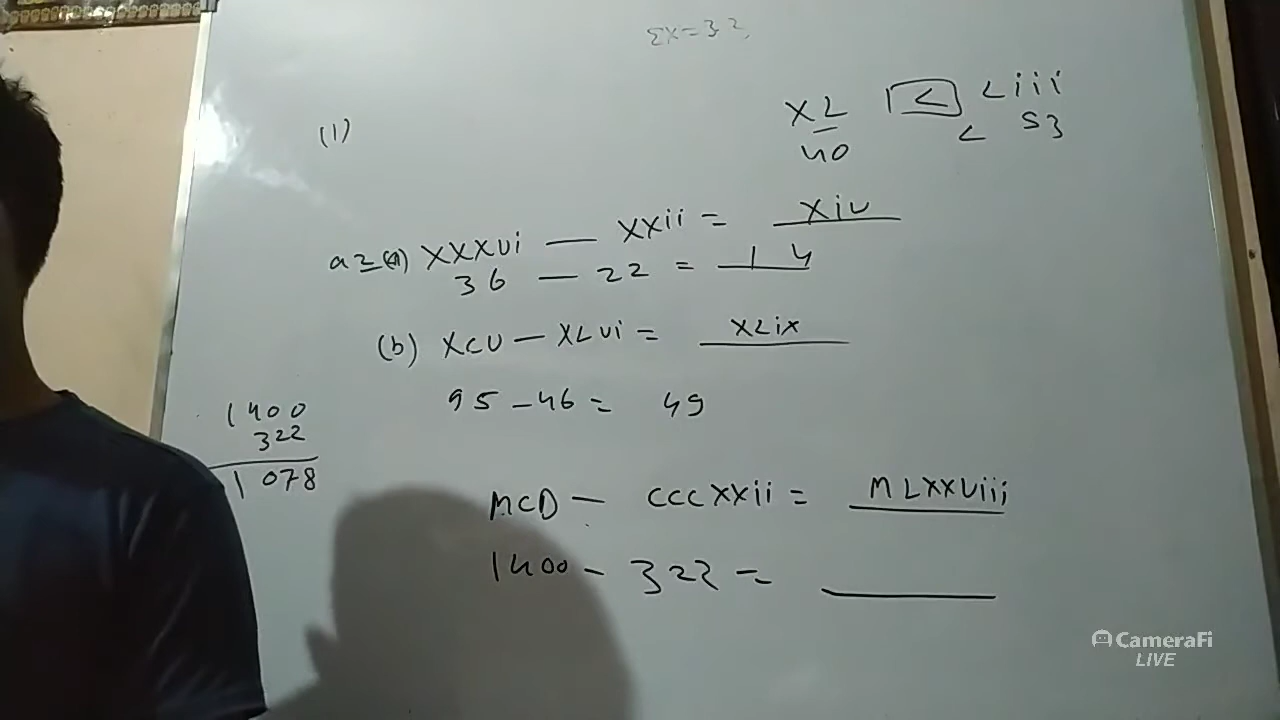 ΣX=32,
(1)
XL < Liii
40 < 53
a2(a) XXXvi — XXii = Xiv
36 — 22 = 14
(b) XCV — XLVi = XLiX
95 - 46 = 49
1400
322
1078
MCD — CCCXXii = MLXXViii
1400 - 322 =
CameraFi
LIVE